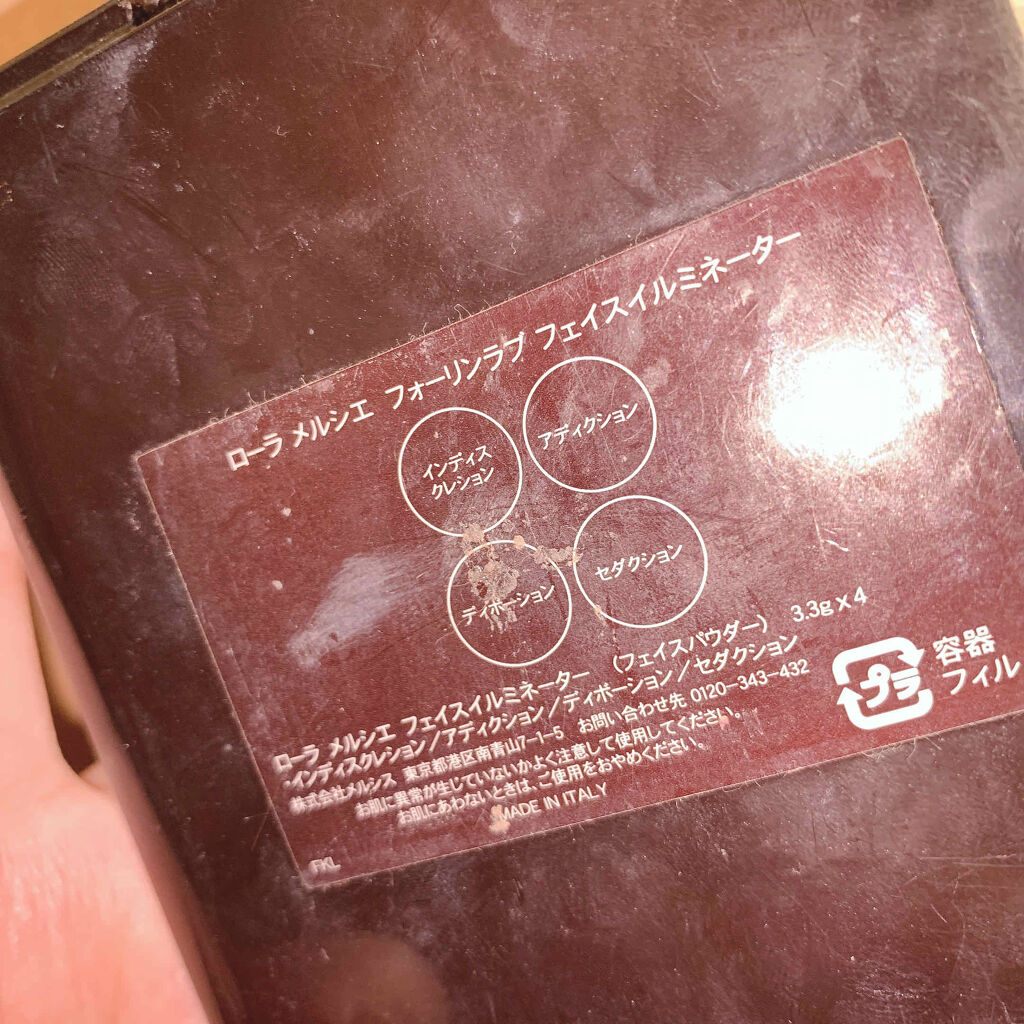 ローラ メルシエ フォーリンラブ フェイスイルミネーター
インディス
クレション
アディクション
ディボーション
セダクション
ローラ メルシエ フェイスイルミネーター (フェイスパウダー) 3.3g x 4
*インディスクレション/アディクション/ディボーション/セダクション
株式会社メルシス 東京都港区南青山7-1-5 お問い合わせ先 0120-343-432
お肌に異常が生じていないかよく注意して使用してください。
お肌にあわないときは、ご使用をおやめください。
MADE IN ITALY
FKL
プラ
容器
フィル